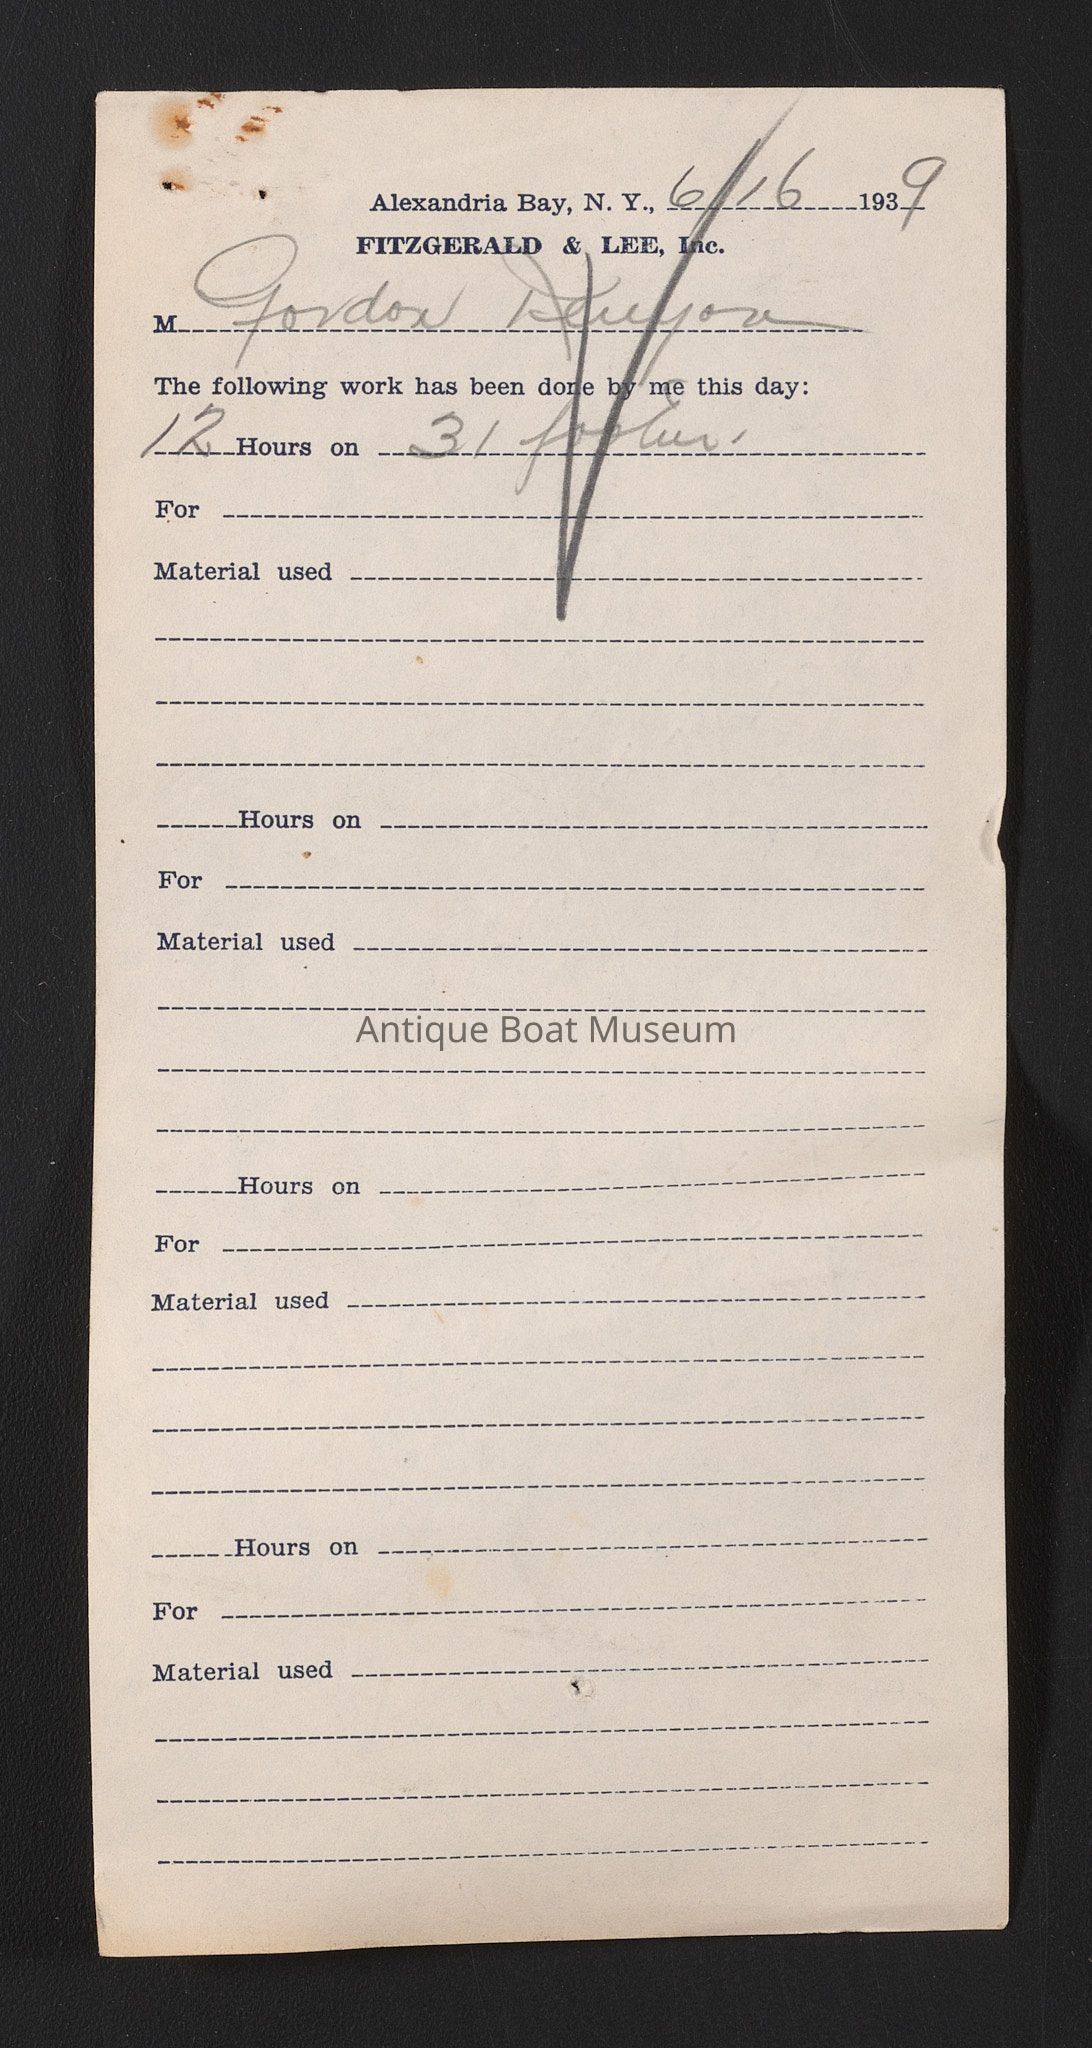 Alexandria Bay, N. Y., 6/16 1939
FITZGERALD & LEE, Inc.
M Gordon Kenyon
The following work has been done by me this day:
12 Hours on 31 footer.
For
Material used
Hours on
For
Material used
Antique Boat Museum
Hours on
For
Material used
Hours on
For
Material used